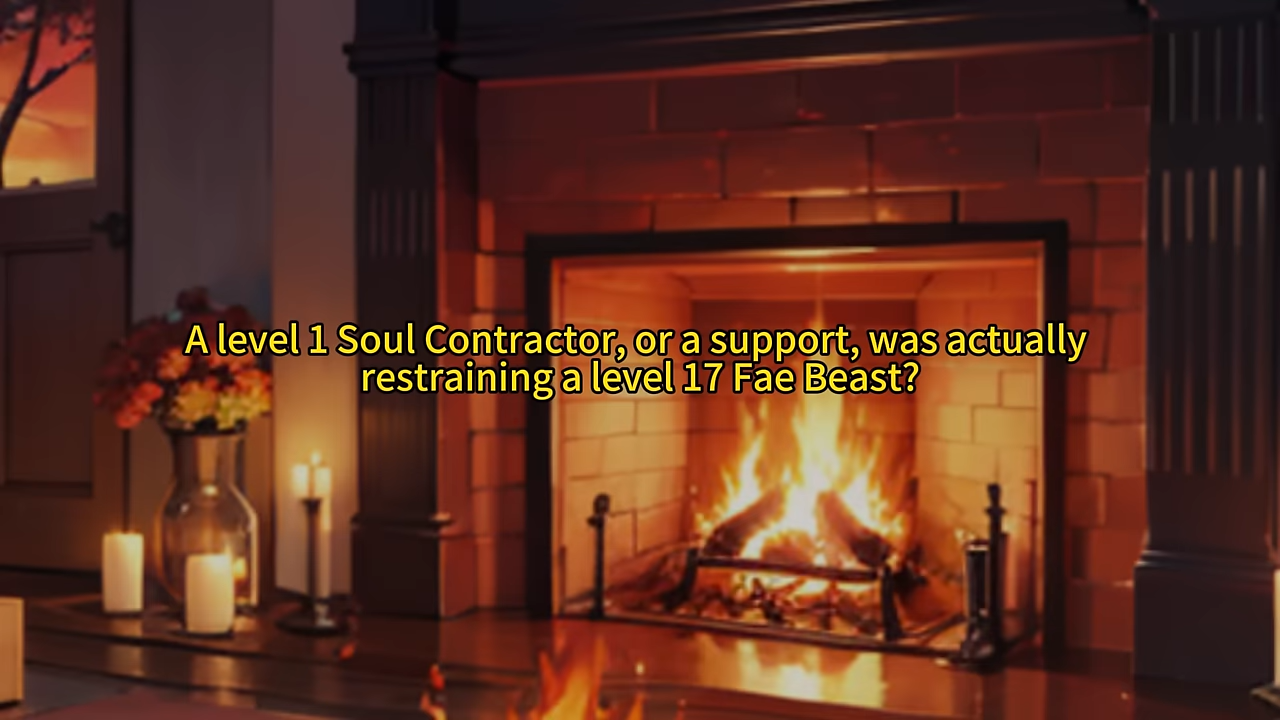 A level 1 Soul Contractor, or a support, was actually
restraining a level 17 Fae Beast?